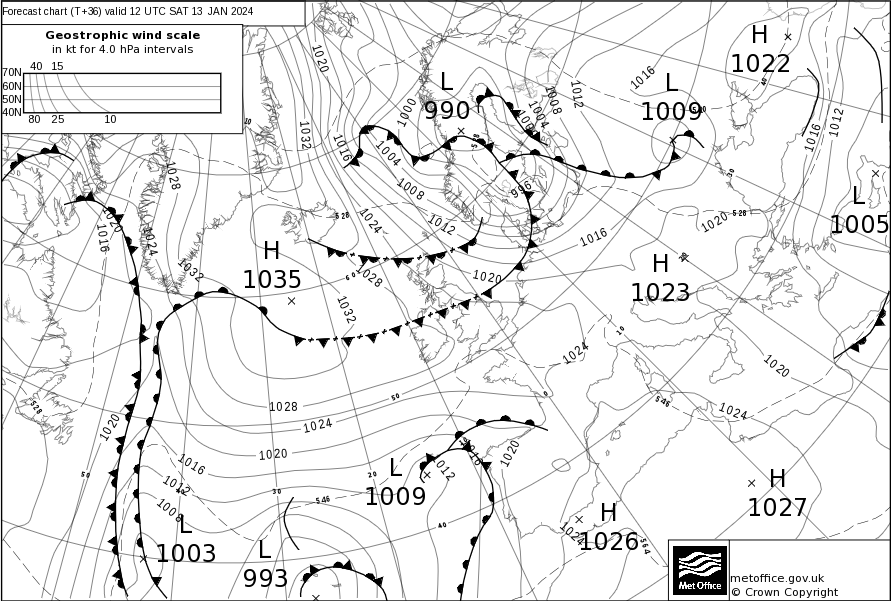 Forecast chart (T+36) valid 12 UTC SAT 13 JAN 2024
Geostrophic wind scale
in kt for 4.0 hPa intervals
40 15
70N
60N
50N
40N
80 25 10
H
1022
L
990
L
1009
L
1005
H
1035
H
1023
L
1009
H
1027
H
1026
L
1003
L
993
1020
1032
1016
1000
1004
1008
1012
1004
1008
1012
1016
1016
1012
996
1028
1020
1016
1024
1032
1024
1028
1032
1020
1016
1020
528
528
1028
1024
1020
1016
1012
1008
1020
528
1024
1020
1024
546
546
1012
1020
1024
564
50
50
60
40
30
20
10
0
Met Office
metoffice.gov.uk
© Crown Copyright